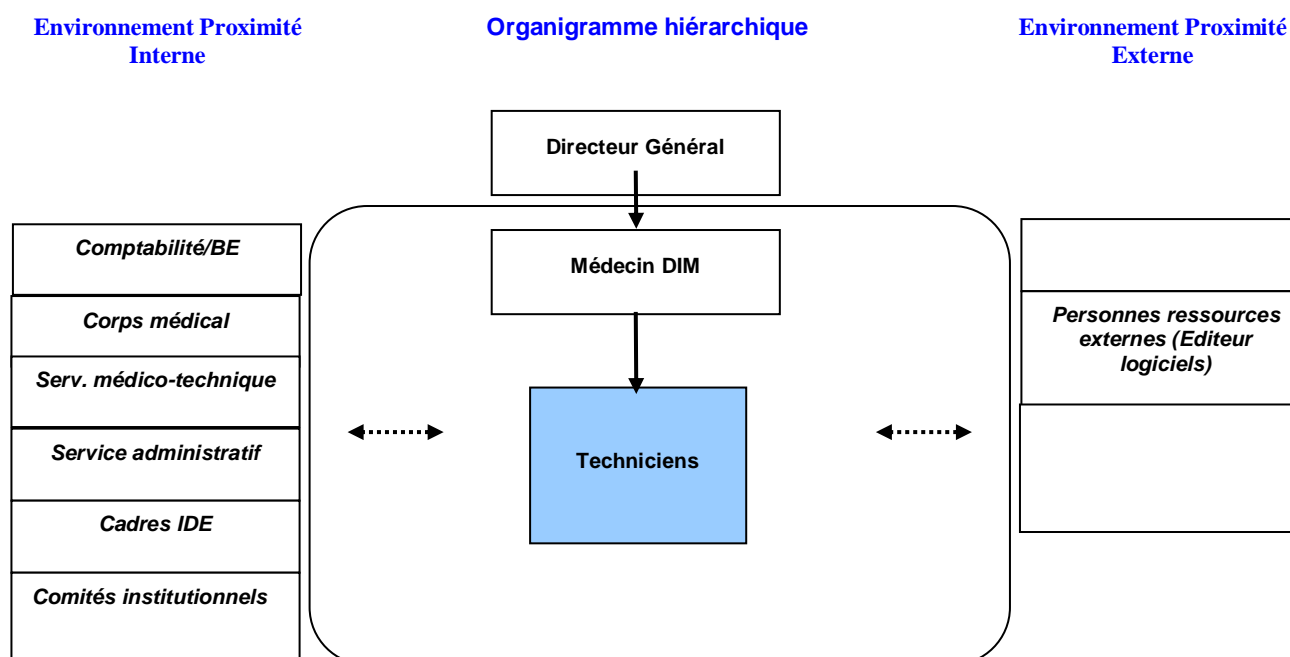 Environnement Proximité
Interne
Organigramme hiérarchique
Environnement Proximité
Externe
Directeur Général
Médecin DIM
Techniciens
Comptabilité/BE
Corps médical
Serv. médico-technique
Service administratif
Cadres IDE
Comités institutionnels
Personnes ressources
externes (Editeur
logiciels)